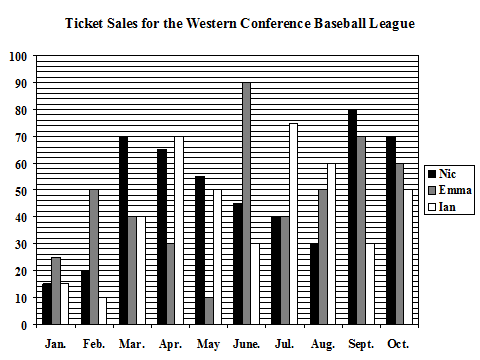 Ticket Sales for the Western Conference Baseball League
100
90
80
70
60
50
40
30
20
10
0
Jan. Feb. Mar. Apr. May June. Jul. Aug. Sept. Oct.
Nic
Emma
Ian